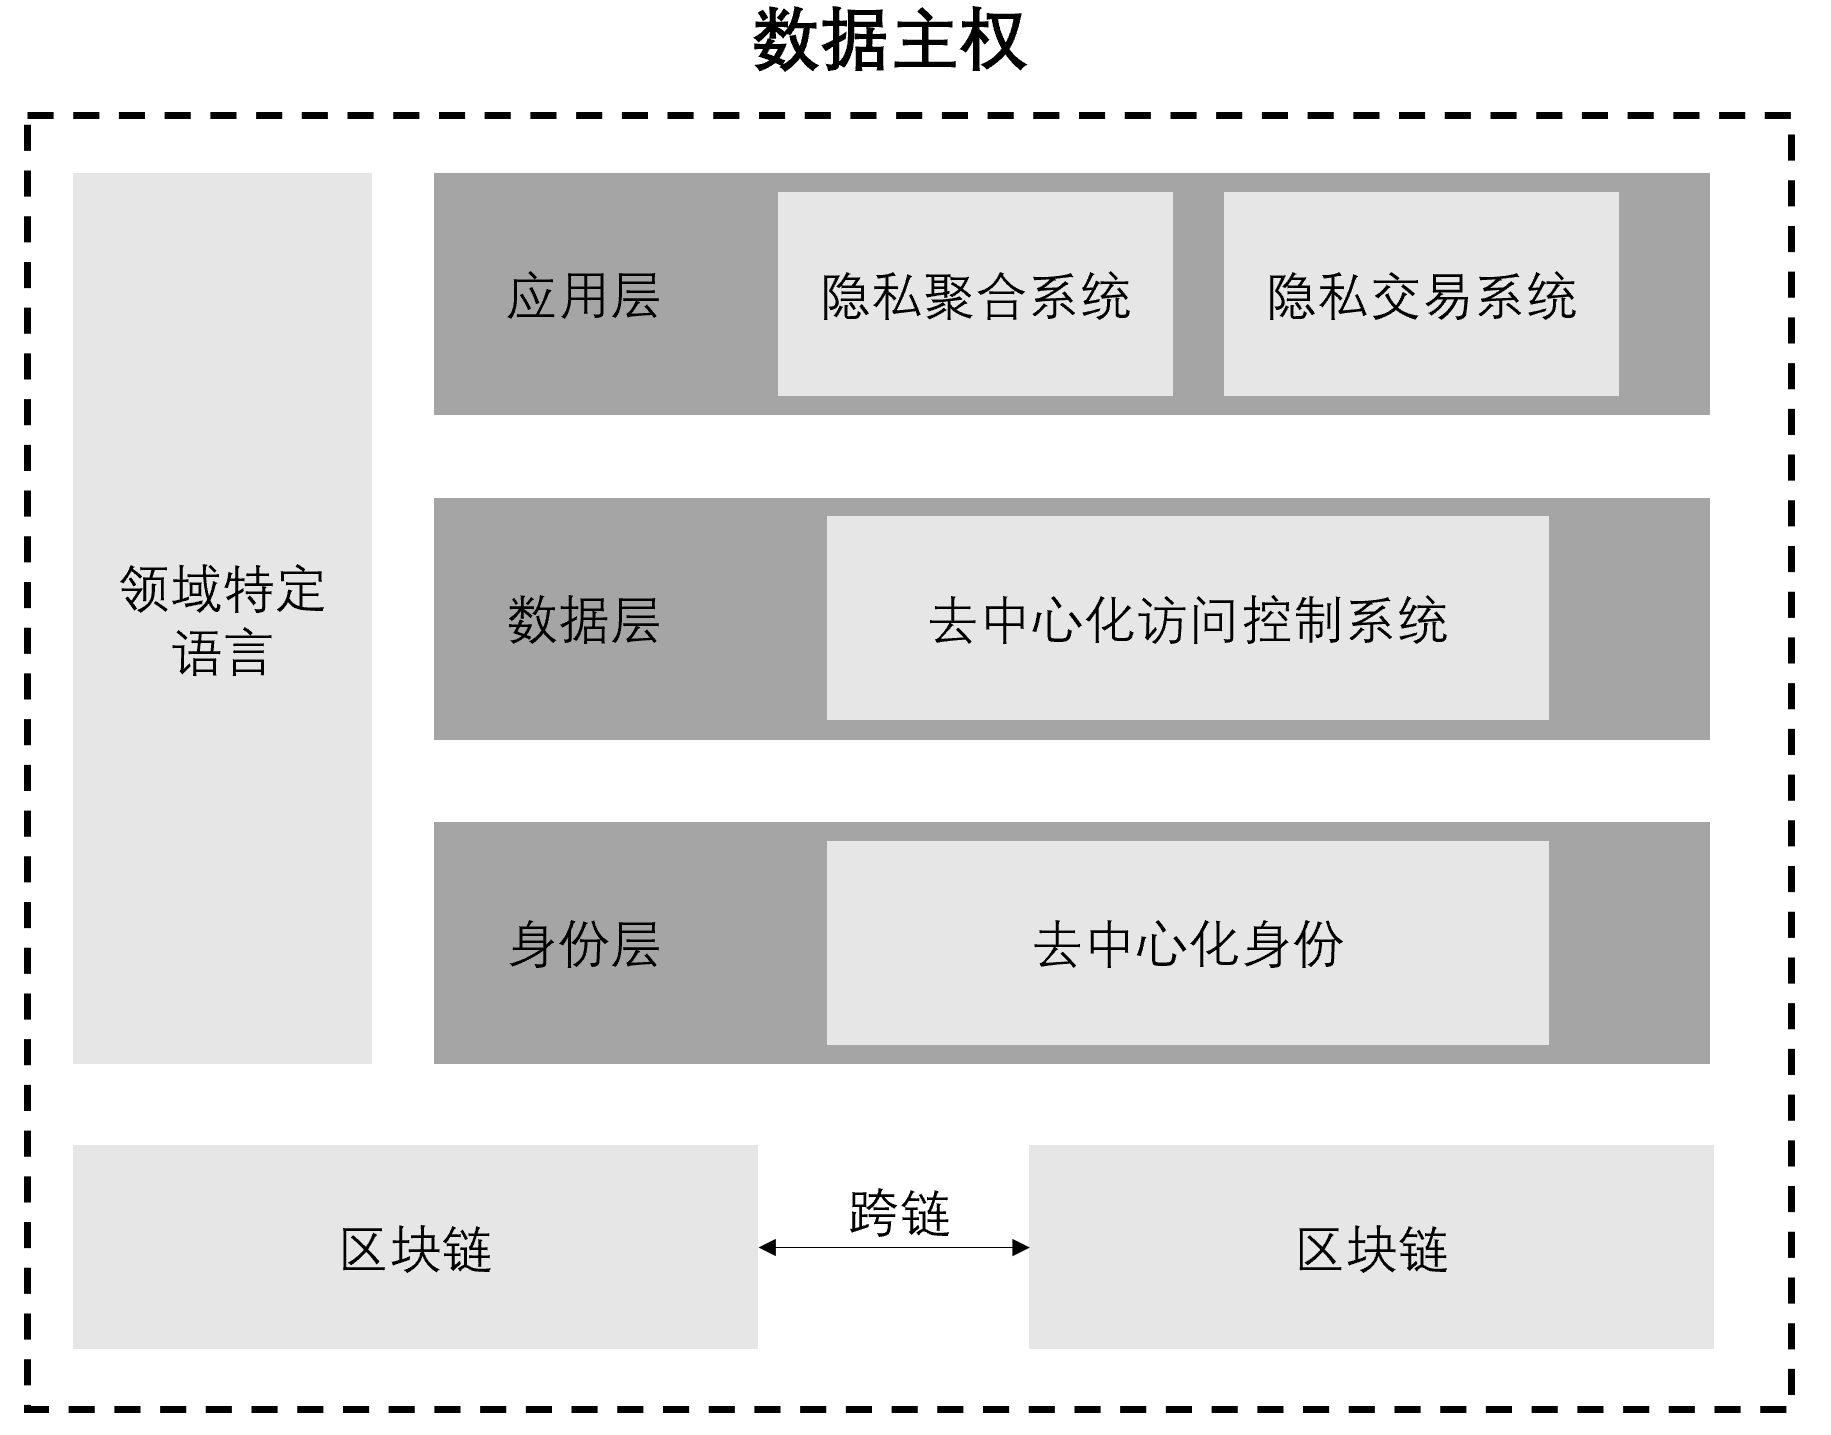 数据主权
领域特定
语言
应用层
隐私聚合系统
隐私交易系统
数据层
去中心化访问控制系统
身份层
去中心化身份
区块链
跨链
区块链